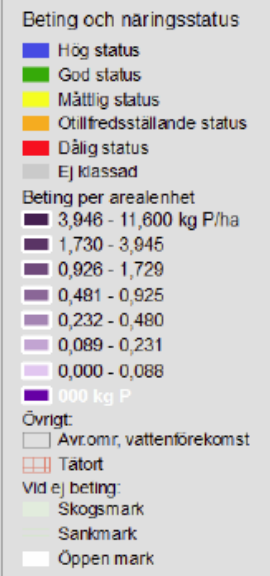 Beting och näringsstatus
Hög status
God status
Måttlig status
Otillfredsställande status
Dålig status
Ej klassad
Beting per arealenhet
3,946 - 11,600 kg P/ha
1,730 - 3,945
0,926 - 1,729
0,481 - 0,925
0,232 - 0,480
0,089 - 0,231
0,000 - 0,088
000 kg P
Övrigt:
Avr.omr, vattenförekomst
Tätort
Vid ej beting:
Skogsmark
Sankmark
Öppen mark